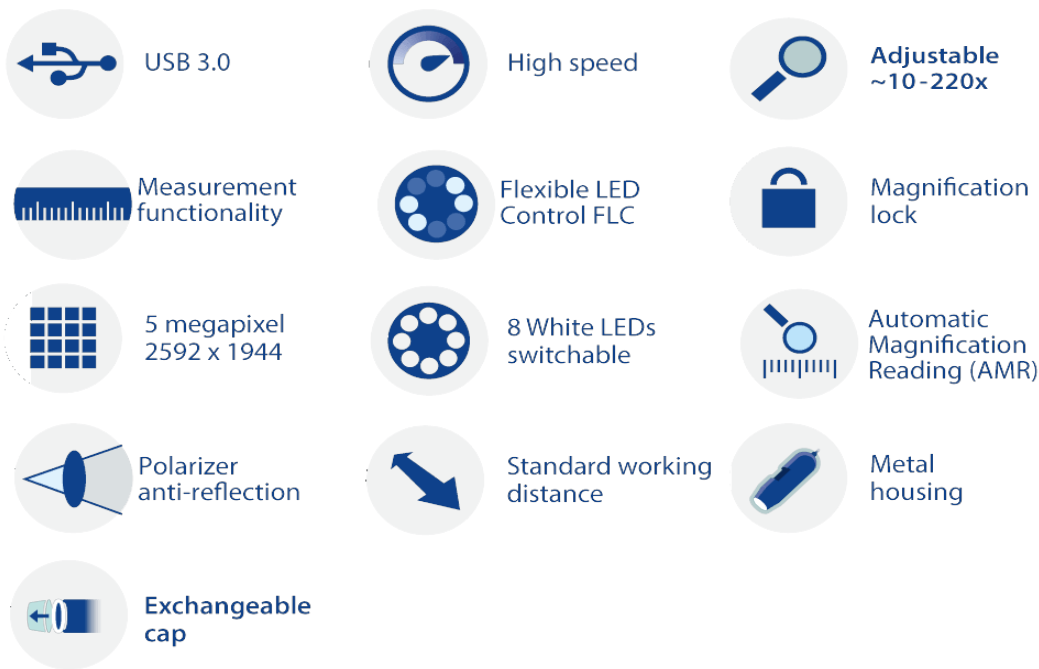 USB 3.0
High speed
Adjustable
~10-220x
Measurement
functionality
Flexible LED
Control FLC
Magnification
lock
5 megapixel
2592 x 1944
8 White LEDs
switchable
Automatic
Magnification
Reading (AMR)
Polarizer
anti-reflection
Standard working
distance
Metal
housing
Exchangeable
cap